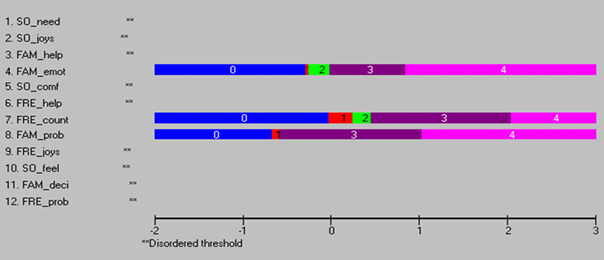 1. SO_need **
2. SO_joys **
3. FAM_help **
4. FAM_emot 0 2 3 4
5. SO_comf **
6. FRE_help **
7. FRE_count 0 1 2 3 4
8. FAM_prob 0 1 3 4
9. FRE_joys **
10. SO_feel **
11. FAM_deci **
12. FRE_prob **
-2 -1 0 1 2 3
**Disordered threshold